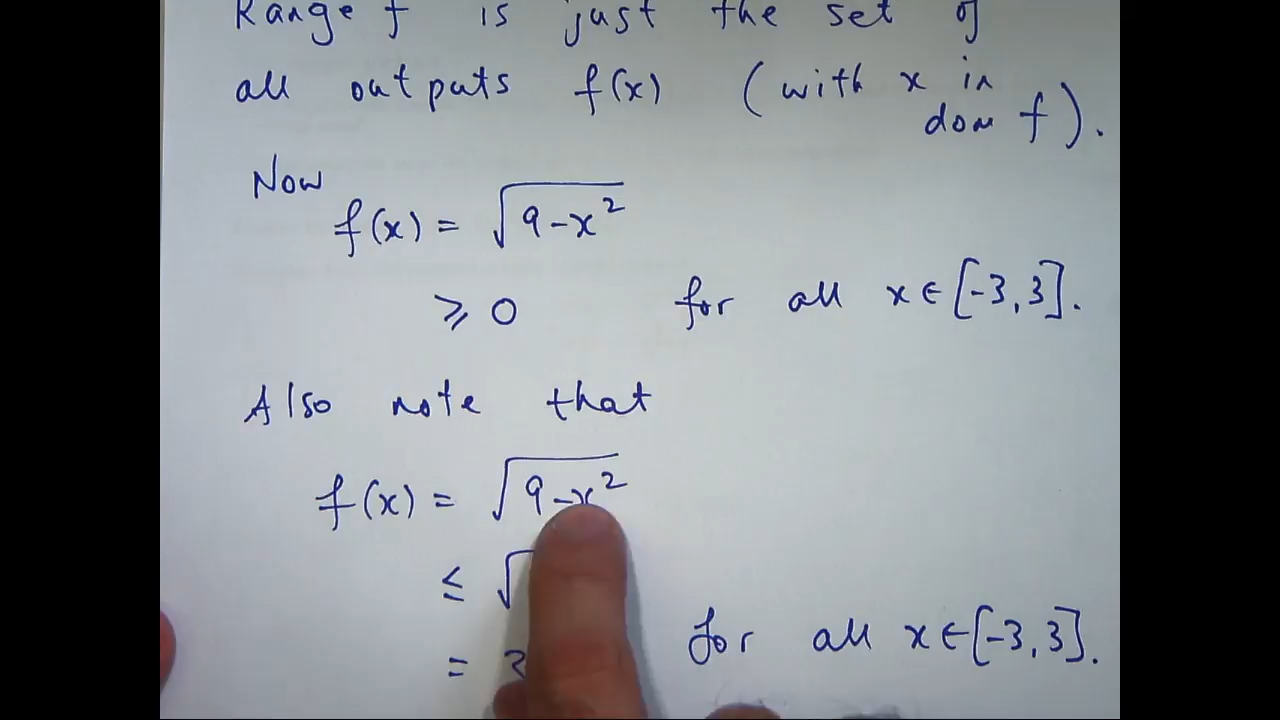 Range f is just the set of
all outputs f(x) (with x in
dom f).
Now
f(x) = √(9-x²)
≥ 0 for all x ∈ [-3,3].
Also note that
f(x) = √(9-x²)
≤ √
= for all x ∈ [-3,3].